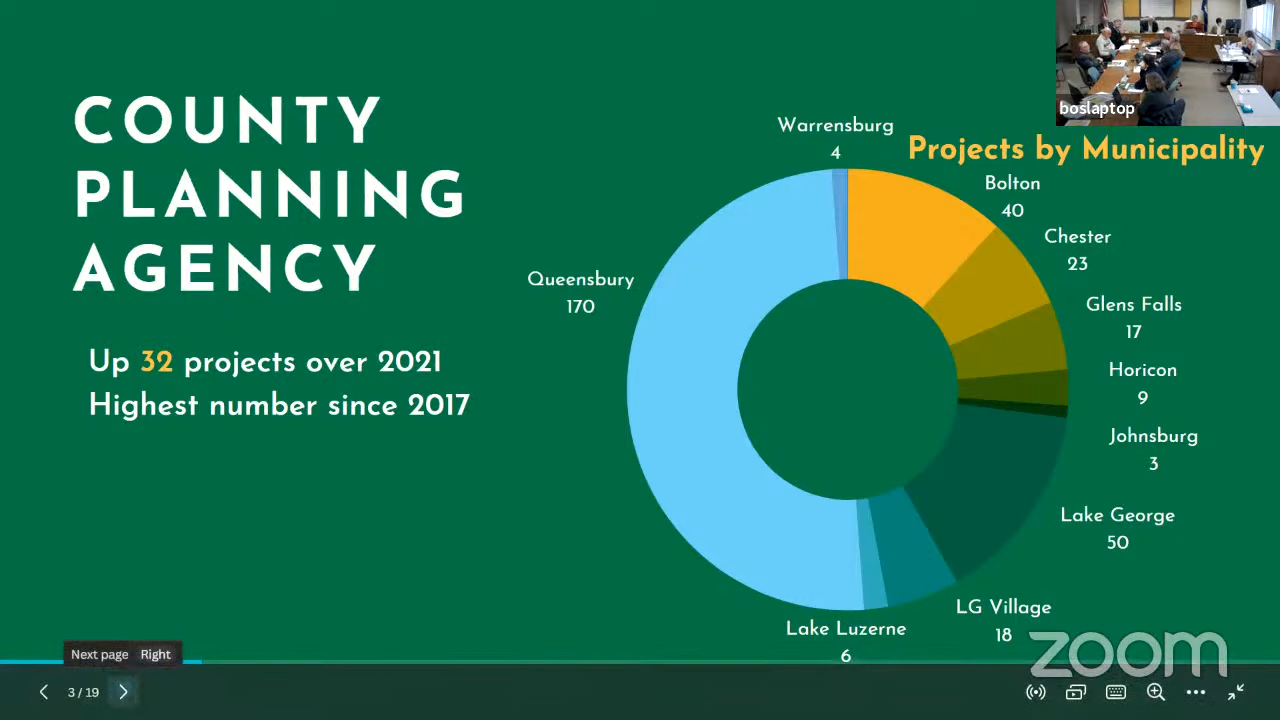 COUNTY
PLANNING
AGENCY
Up 32 projects over 2021
Highest number since 2017
boslaptop
Projects by Municipality
Warrensburg
4
Bolton
40
Chester
23
Glens Falls
17
Horicon
9
Johnsburg
3
Lake George
50
LG Village
18
Lake Luzerne
6
Queensbury
170
zoom
Next page Right
3 / 19